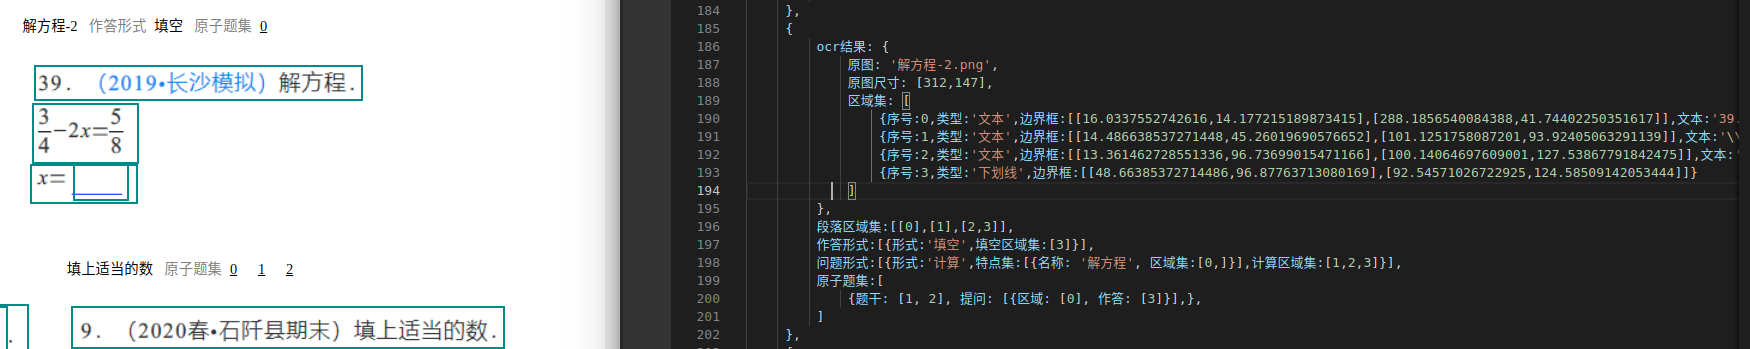 解方程-2 作答形式 填空 原子题集 0
39. （2019•长沙模拟）解方程.
3/4−2x=5/8
x=
填上适当的数 原子题集 0 1 2
9. （2020春•石阡县期末）填上适当的数.
184 },
185 {
186 ocr结果: {
187 原图: '解方程-2.png',
188 原图尺寸: [312,147],
189 区域集: [
190 {序号:0,类型:'文本',边界框:[[16.0337552742616,14.177215189873415],[288.1856540084388,41.74402250351617]],文本:'39.
191 {序号:1,类型:'文本',边界框:[[14.486638537271448,45.26019690576652],[101.1251758087201,93.92405063291139]],文本:'\\
192 {序号:2,类型:'文本',边界框:[[13.361462728551336,96.73699015471166],[100.14064697609001,127.53867791842475]],文本:'
193 {序号:3,类型:'下划线',边界框:[[48.66385372714486,96.87763713080169],[92.54571026722925,124.58509142053444]]}
194 ]
195 },
196 段落区域集:[[0],[1],[2,3]],
197 作答形式:[{形式:'填空',填空区域集:[3]}],
198 问题形式:[{形式:'计算',特点集:[{名称: '解方程', 区域集:[0,]}],计算区域集:[1,2,3]}],
199 原子题集:[
200 {题干: [1, 2], 提问: [{区域: [0], 作答: [3]}],},
201 ]
202 },